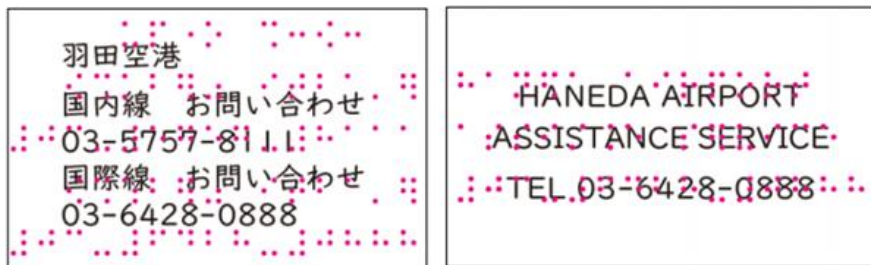 羽田空港
国内線 お問い合わせ
03-5757-8111
国際線 お問い合わせ
03-6428-0888
HANEDA AIRPORT
ASSISTANCE SERVICE
TEL 03-6428-0888